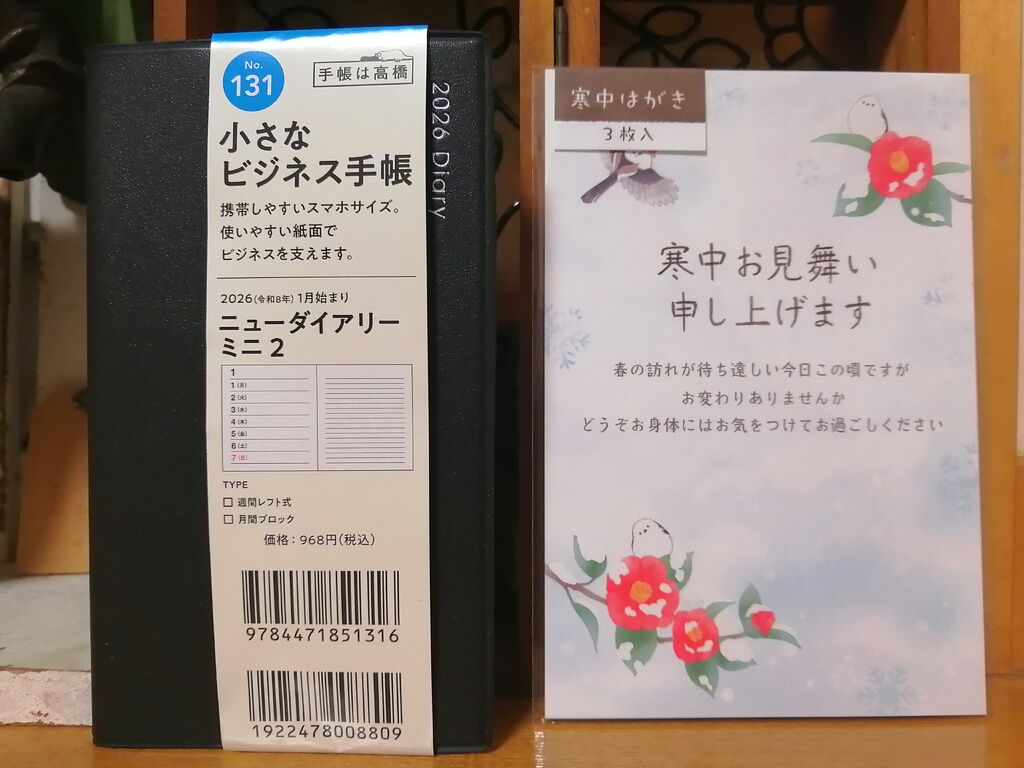 No.
131
手帳は高橋
小さな
ビジネス手帳
携帯しやすいスマホサイズ。
使いやすい紙面で
ビジネスを支えます。
2026(令和8年)1月始まり
ニューダイアリー
ミニ 2
1
1(月)
2(火)
3(水)
4(木)
5(金)
6(土)
7(日)
TYPE
□ 週間レフト式
□ 月間ブロック
価格:968円(税込)
9784471851316
1922478008809
2026 Diary
寒中はがき
3枚入
寒中お見舞い
申し上げます
春の訪れが待ち遠しい今日この頃ですが
お変わりありませんか
どうぞお身体にはお気をつけてお過ごしください